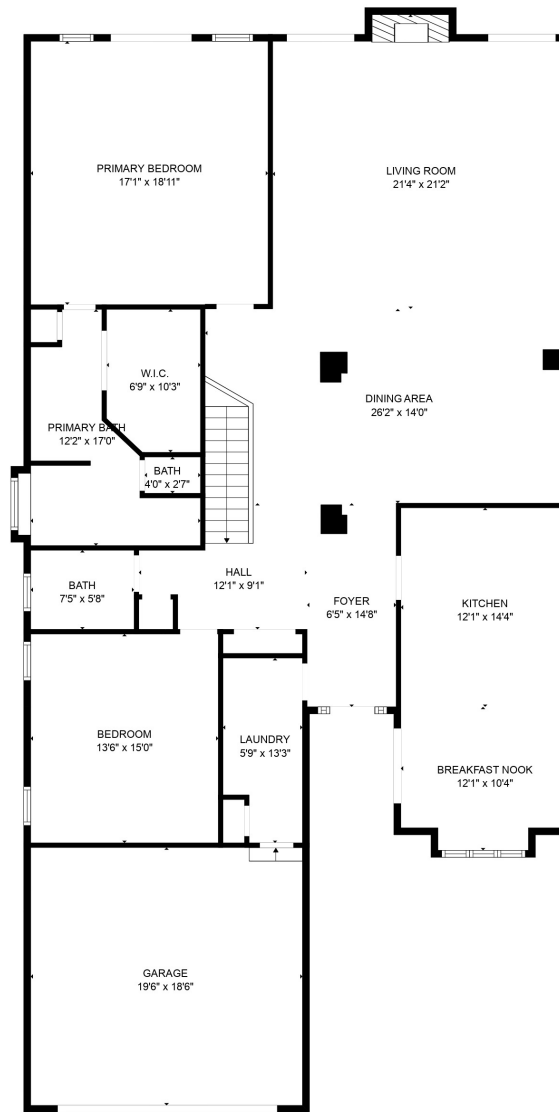 PRIMARY BEDROOM
17'1" x 18'11"
LIVING ROOM
21'4" x 21'2"
W.I.C.
6'9" x 10'3"
DINING AREA
26'2" x 14'0"
PRIMARY BATH
12'2" x 17'0"
BATH
4'0" x 2'7"
BATH
7'5" x 5'8"
HALL
12'1" x 9'1"
FOYER
6'5" x 14'8"
KITCHEN
12'1" x 14'4"
BEDROOM
13'6" x 15'0"
LAUNDRY
5'9" x 13'3"
BREAKFAST NOOK
12'1" x 10'4"
GARAGE
19'6" x 18'6"